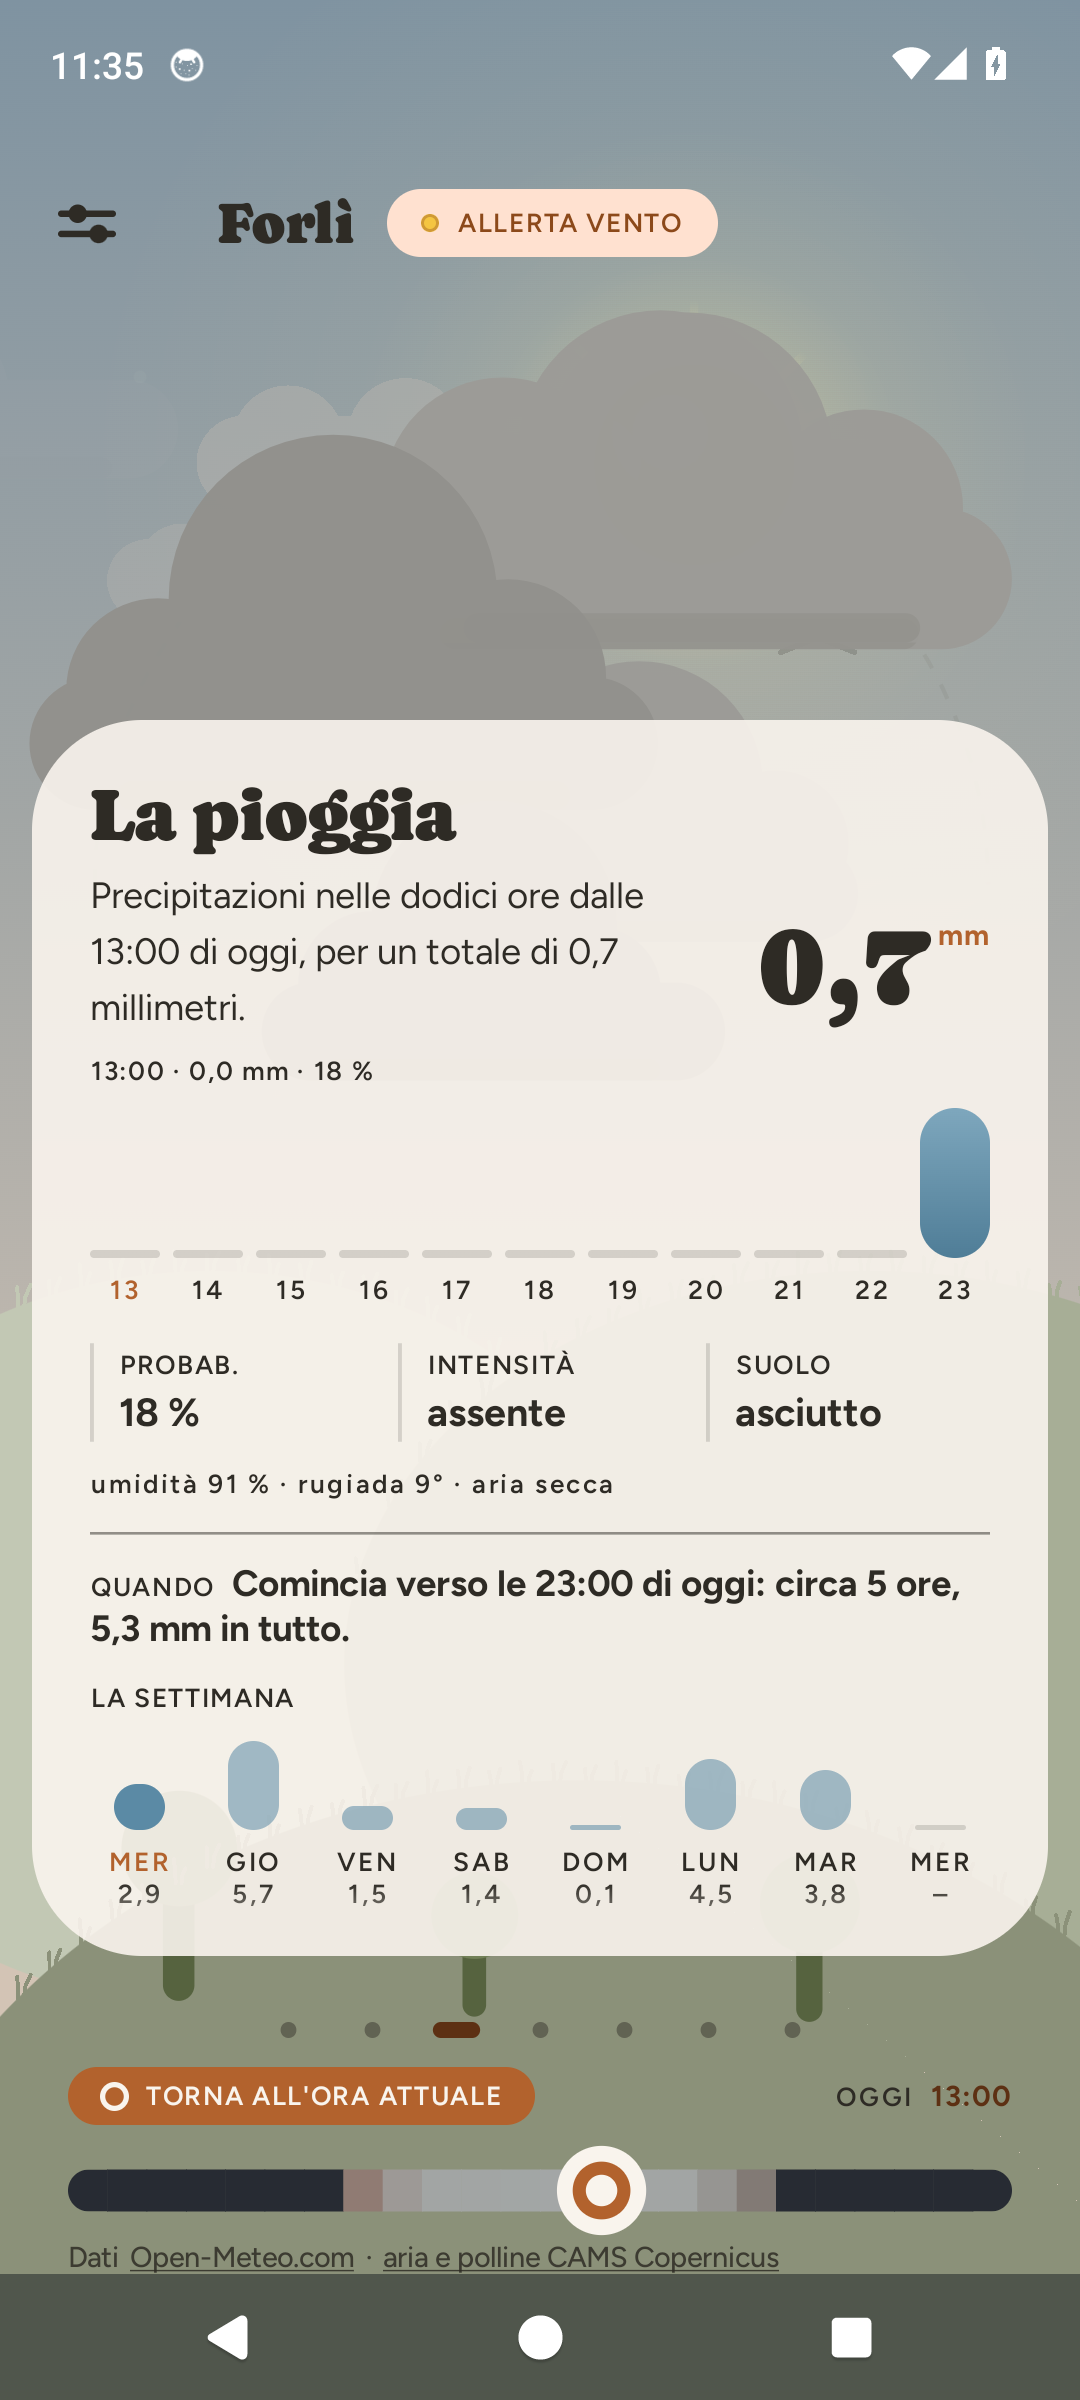 11:35
Forlì
ALLERTA VENTO
La pioggia
Precipitazioni nelle dodici ore dalle
13:00 di oggi, per un totale di 0,7
millimetri.
0,7 mm
13:00 · 0,0 mm · 18 %
13 14 15 16 17 18 19 20 21 22 23
PROBAB. INTENSITÀ SUOLO
18 % assente asciutto
umidità 91 % · rugiada 9° · aria secca
QUANDO Comincia verso le 23:00 di oggi: circa 5 ore,
5,3 mm in tutto.
LA SETTIMANA
MER GIO VEN SAB DOM LUN MAR MER
2,9 5,7 1,5 1,4 0,1 4,5 3,8 –
TORNA ALL'ORA ATTUALE
OGGI 13:00
Dati Open-Meteo.com · aria e polline CAMS Copernicus